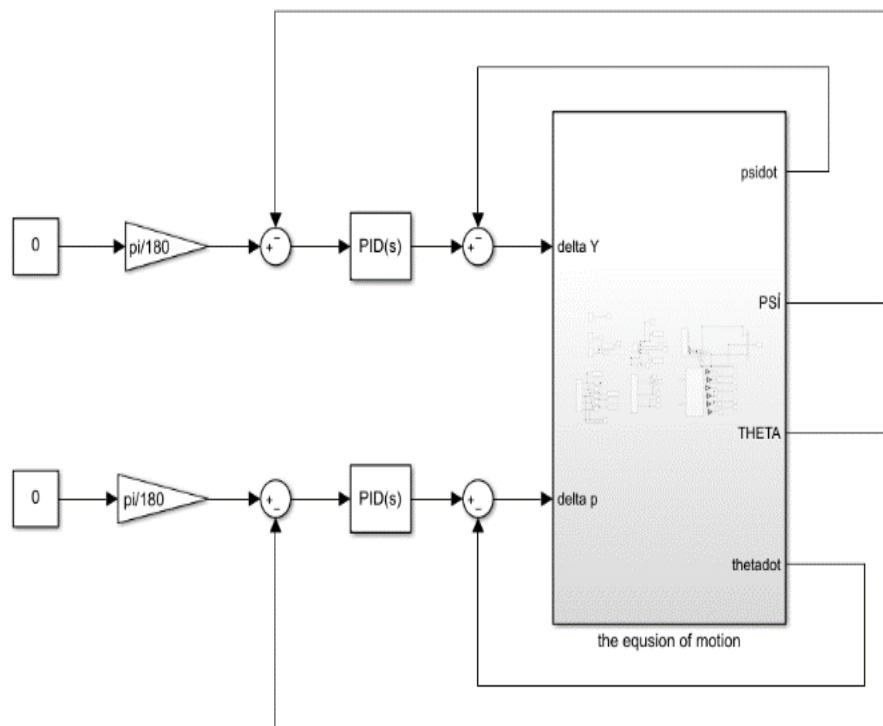 psidot
0
pi/180
+ −
PID(s)
+ −
delta Y
PSİ
THETA
0
pi/180
+ −
PID(s)
+ −
delta p
thetadot
the equsion of motion